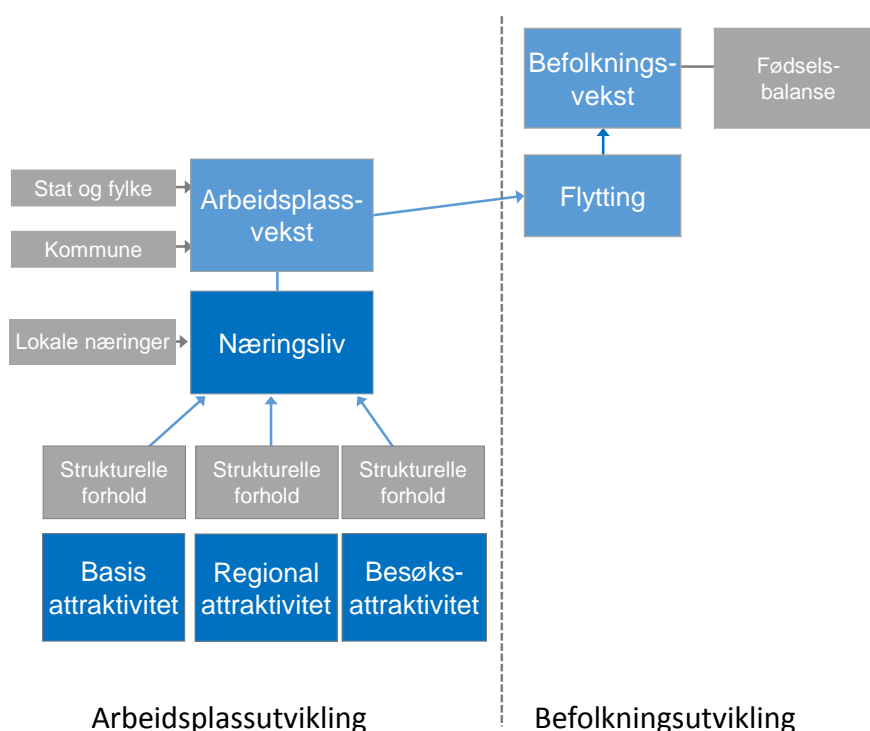 Befolknings-
vekst
Fødsels-
balanse
Stat og fylke
Arbeidsplass-
vekst
Flytting
Kommune
Lokale næringer
Næringsliv
Strukturelle
forhold
Strukturelle
forhold
Strukturelle
forhold
Basis
attraktivitet
Regional
attraktivitet
Besøks-
attraktivitet
Arbeidsplassutvikling
Befolkningsutvikling